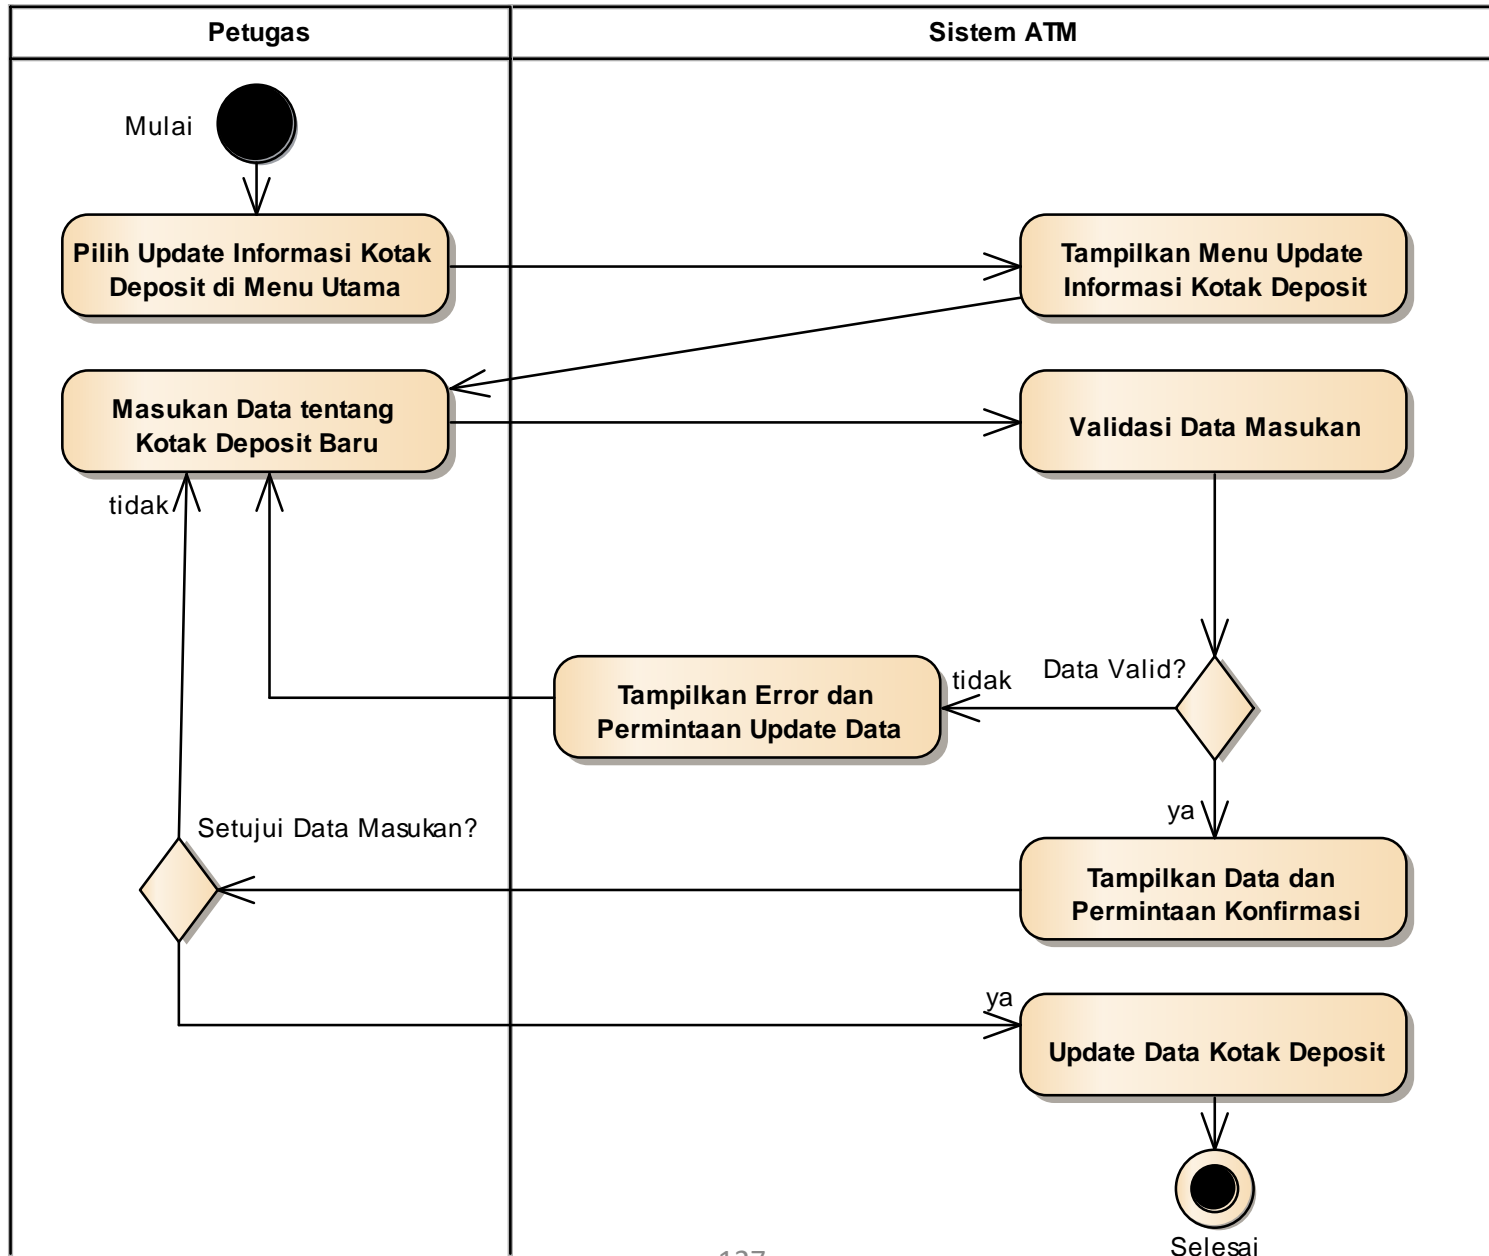 Petugas
Sistem ATM
Mulai
Pilih Update Informasi Kotak
Deposit di Menu Utama
Tampilkan Menu Update
Informasi Kotak Deposit
Masukan Data tentang
Kotak Deposit Baru
Validasi Data Masukan
tidak
Data Valid?
tidak
Tampilkan Error dan
Permintaan Update Data
ya
Setujui Data Masukan?
Tampilkan Data dan
Permintaan Konfirmasi
ya
Update Data Kotak Deposit
Selesai